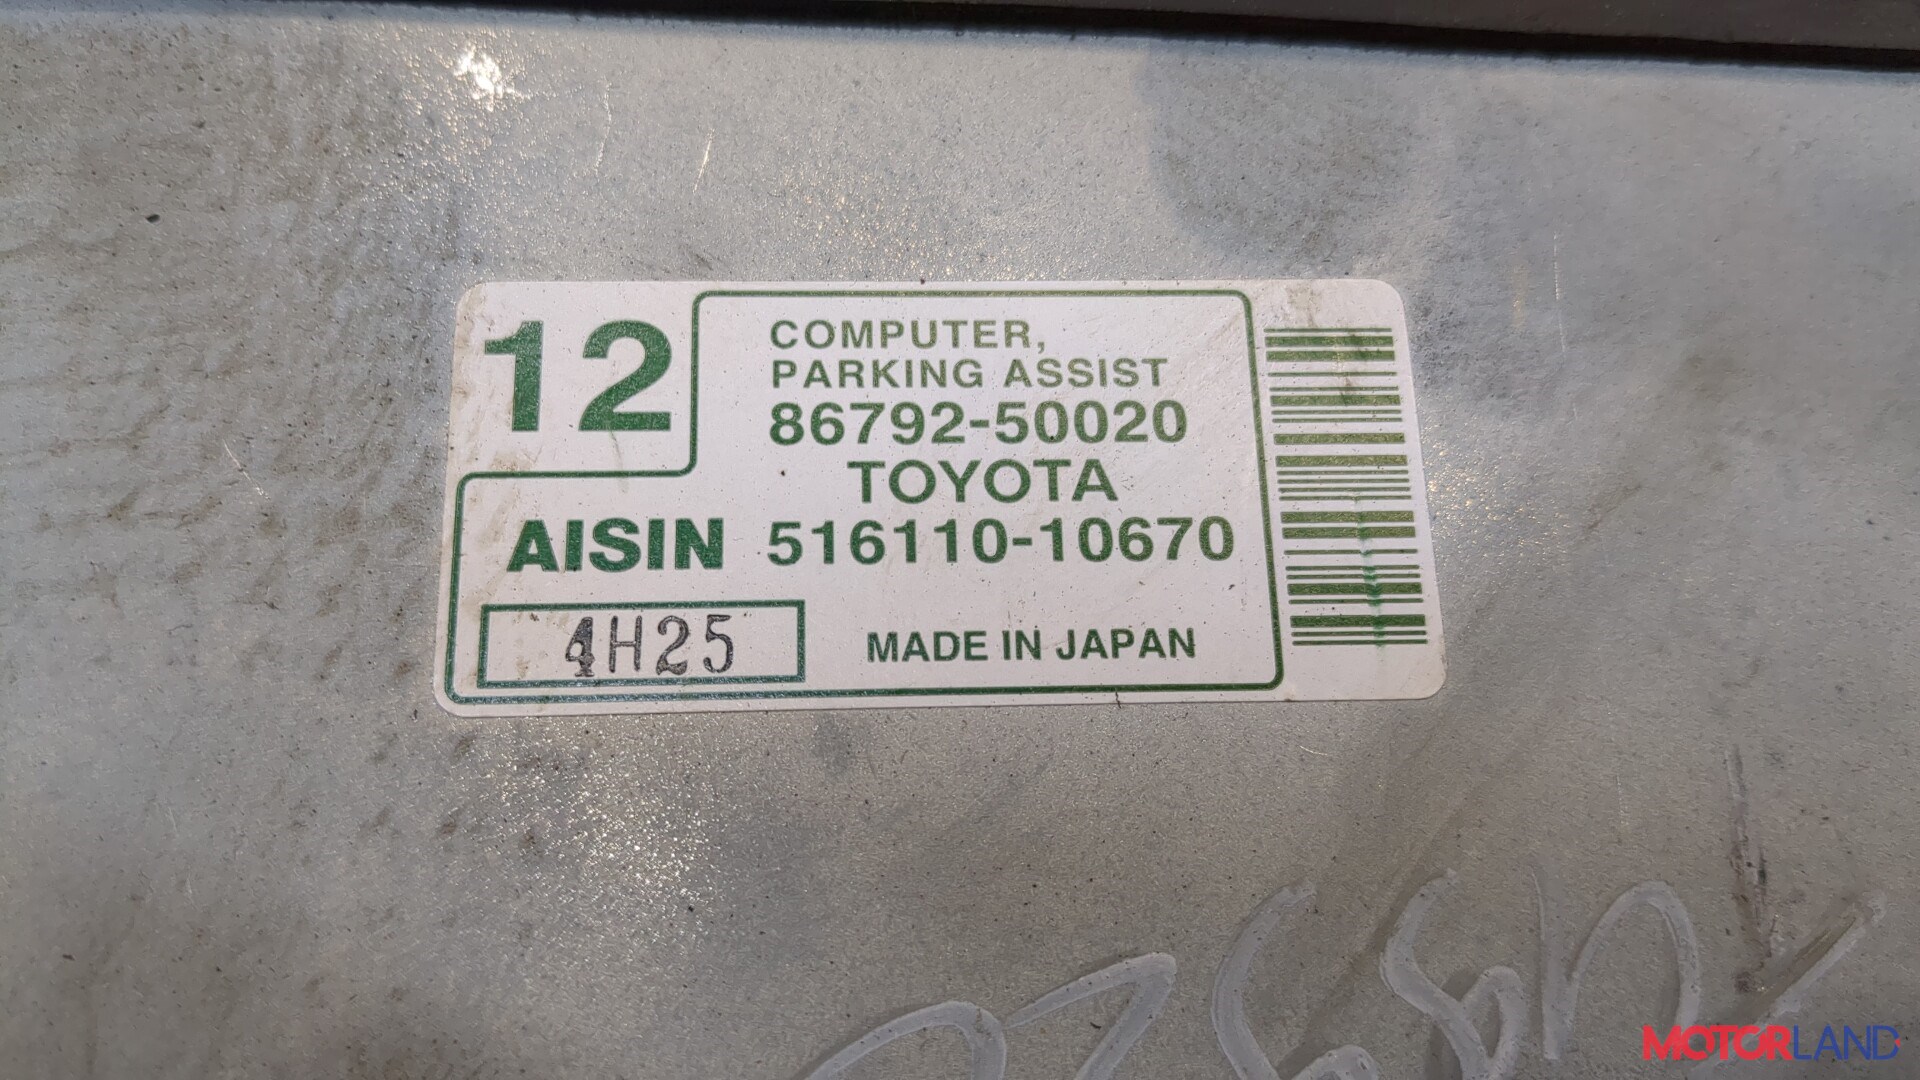 12
COMPUTER,
PARKING ASSIST
86792-50020
TOYOTA
AISIN 516110-10670
4H25
MADE IN JAPAN
MOTORLAND